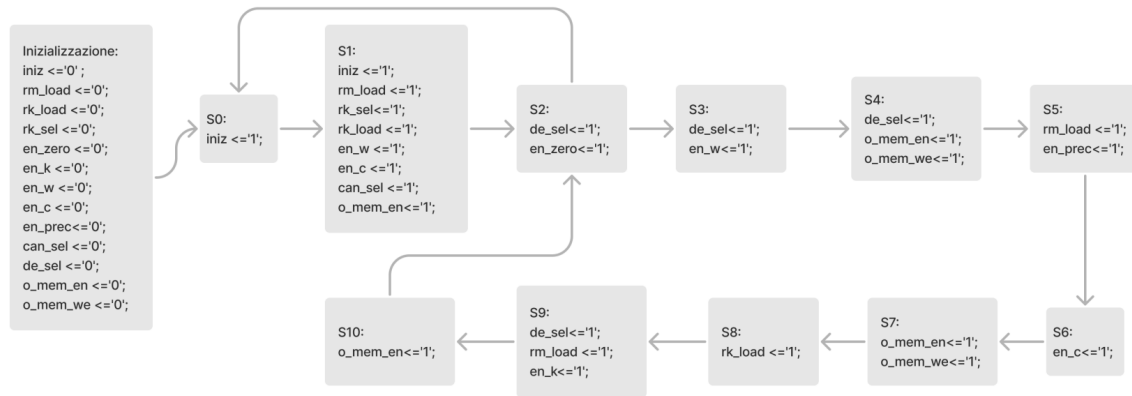 Inizializzazione:
iniz <='0' ;
rm_load <='0';
rk_load <='0';
rk_sel <='0';
en_zero <='0';
en_k <='0';
en_w <='0';
en_c <='0';
en_prec<='0';
can_sel <='0';
de_sel <='0';
o_mem_en <='0';
o_mem_we <='0';
S0:
iniz <='1';
S1:
iniz <='1';
rm_load <='1';
rk_sel<='1';
rk_load <='1';
en_w <='1';
en_c <='1';
can_sel <='1';
o_mem_en<='1';
S2:
de_sel<='1';
en_zero<='1';
S3:
de_sel<='1';
en_w<='1';
S4:
de_sel<='1';
o_mem_en<='1';
o_mem_we<='1';
S5:
rm_load <='1';
en_prec<='1';
S6:
en_c<='1';
S7:
o_mem_en<='1';
o_mem_we<='1';
S8:
rk_load <='1';
S9:
de_sel<='1';
rm_load <='1';
en_k<='1';
S10:
o_mem_en<='1';